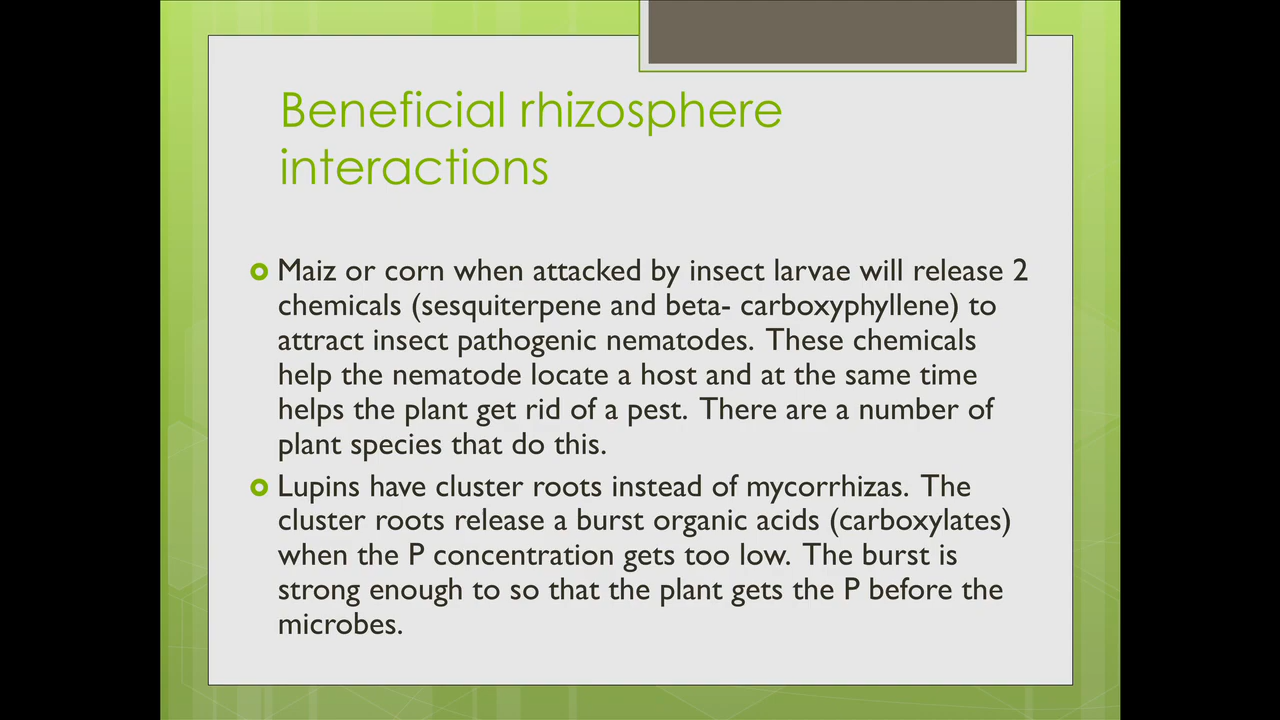 Beneficial rhizosphere
interactions
Maiz or corn when attacked by insect larvae will release 2
chemicals (sesquiterpene and beta- carboxyphyllene) to
attract insect pathogenic nematodes. These chemicals
help the nematode locate a host and at the same time
helps the plant get rid of a pest. There are a number of
plant species that do this.
Lupins have cluster roots instead of mycorrhizas. The
cluster roots release a burst organic acids (carboxylates)
when the P concentration gets too low. The burst is
strong enough to so that the plant gets the P before the
microbes.